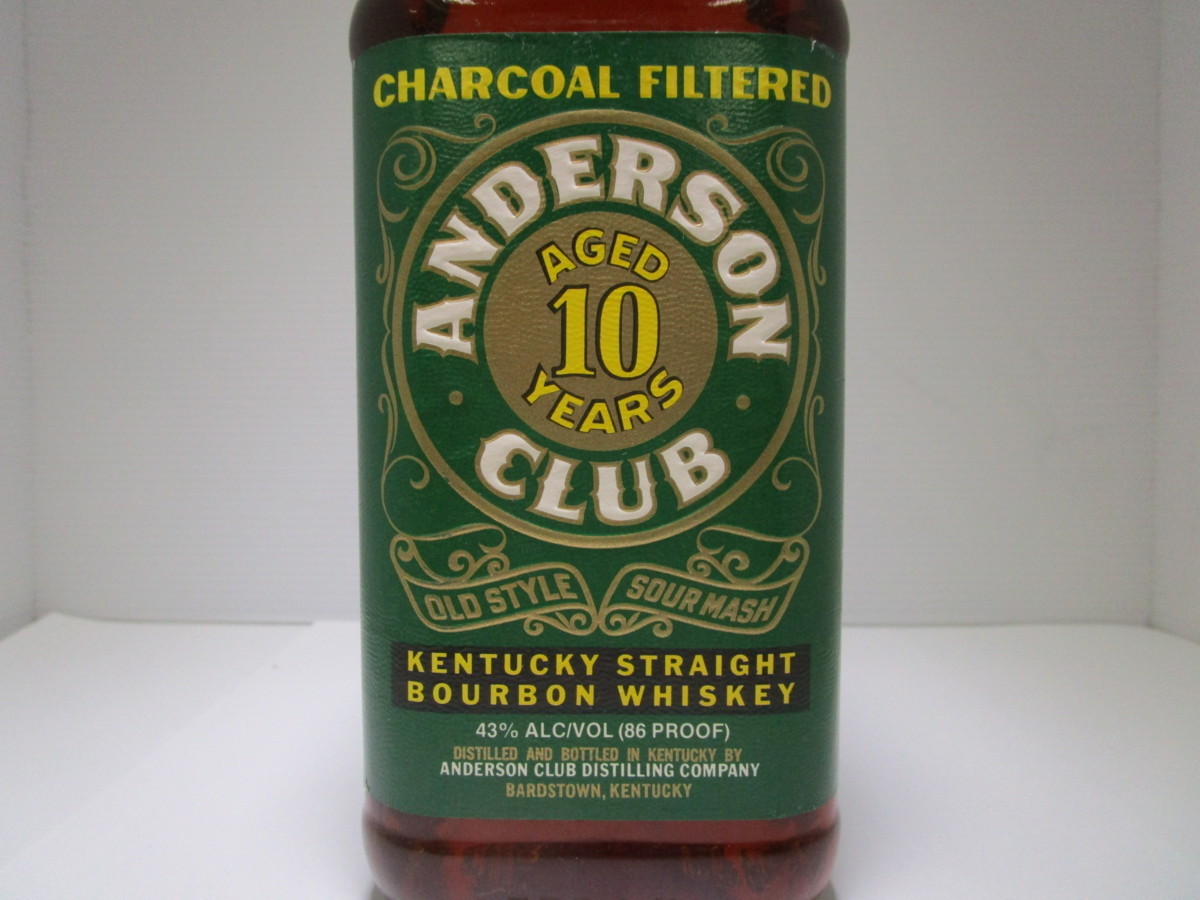 CHARCOAL FILTERED
ANDERSON
AGED
10
YEARS
CLUB
OLD STYLE
SOUR MASH
KENTUCKY STRAIGHT
BOURBON WHISKEY
43% ALC/VOL (86 PROOF)
DISTILLED AND BOTTLED IN KENTUCKY BY
ANDERSON CLUB DISTILLING COMPANY
BARDSTOWN, KENTUCKY